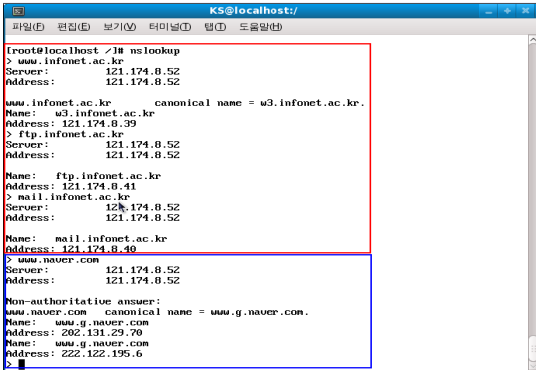 KS@localhost:/
파일(F) 편집(E) 보기(V) 터미널(T) 탭(T) 도움말(H)
[root@localhost /]# nslookup
> www.infonet.ac.kr
Server: 121.174.8.52
Address: 121.174.8.52
www.infonet.ac.kr canonical name = w3.infonet.ac.kr.
Name: w3.infonet.ac.kr
Address: 121.174.8.39
> ftp.infonet.ac.kr
Server: 121.174.8.52
Address: 121.174.8.52
Name: ftp.infonet.ac.kr
Address: 121.174.8.41
> mail.infonet.ac.kr
Server: 121.174.8.52
Address: 121.174.8.52
Name: mail.infonet.ac.kr
Address: 121.174.8.40
> www.naver.com
Server: 121.174.8.52
Address: 121.174.8.52
Non-authoritative answer:
www.naver.com canonical name = www.g.naver.com.
Name: www.g.naver.com
Address: 202.131.29.70
Name: www.g.naver.com
Address: 222.122.195.6
>